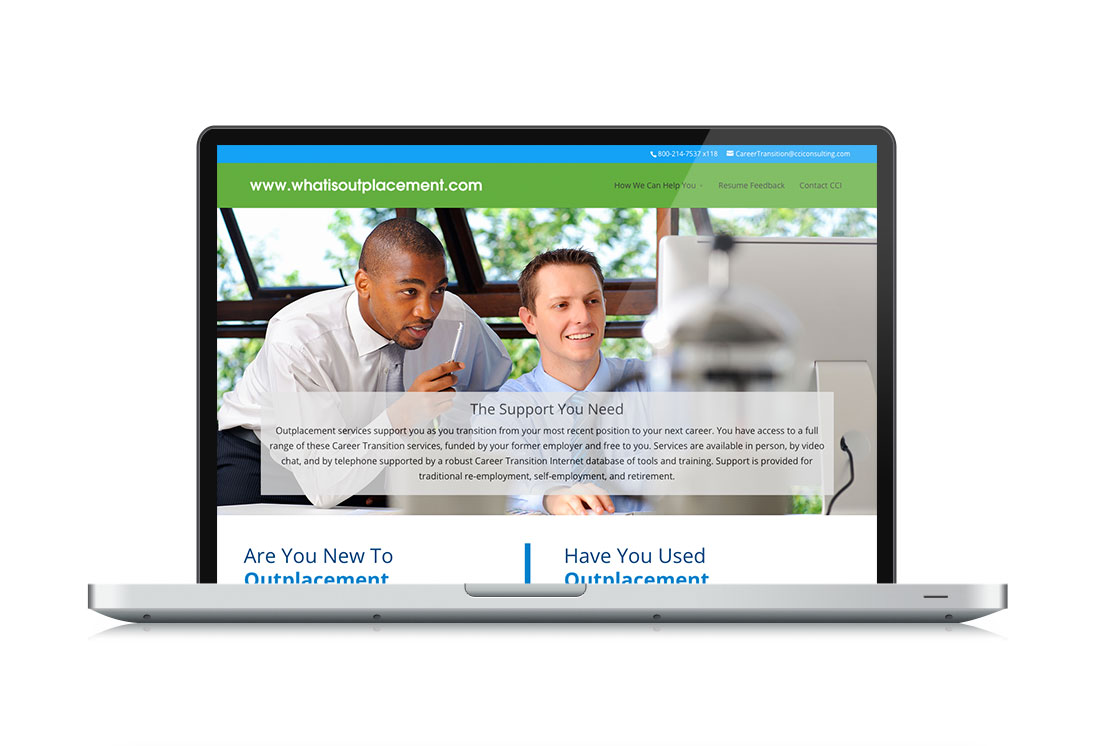 800-214-7537 x118 CareerTransition@cciconsulting.com
www.whatisoutplacement.com How We Can Help You Resume Feedback Contact CCI
The Support You Need
Outplacement services support you as you transition from your most recent position to your next career. You have access to a full
range of these Career Transition services, funded by your former employer and free to you. Services are available in person, by video
chat, and by telephone supported by a robust Career Transition Internet database of tools and training. Support is provided for
traditional re-employment, self-employment, and retirement.
Are You New To
Outplacement
Have You Used
Outplacement